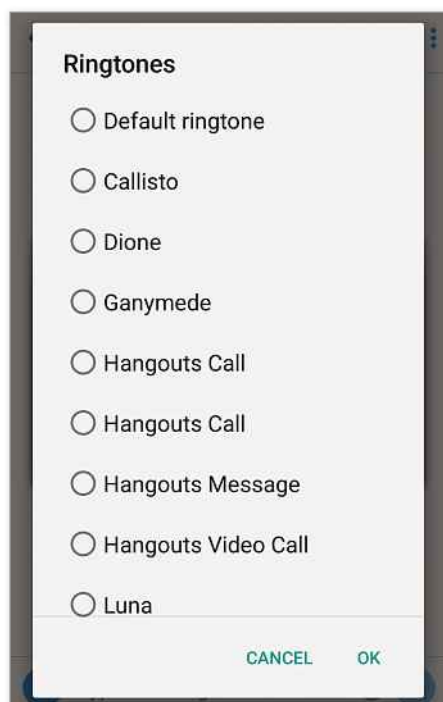 Ringtones
Default ringtone
Callisto
Dione
Ganymede
Hangouts Call
Hangouts Call
Hangouts Message
Hangouts Video Call
Luna
CANCEL OK